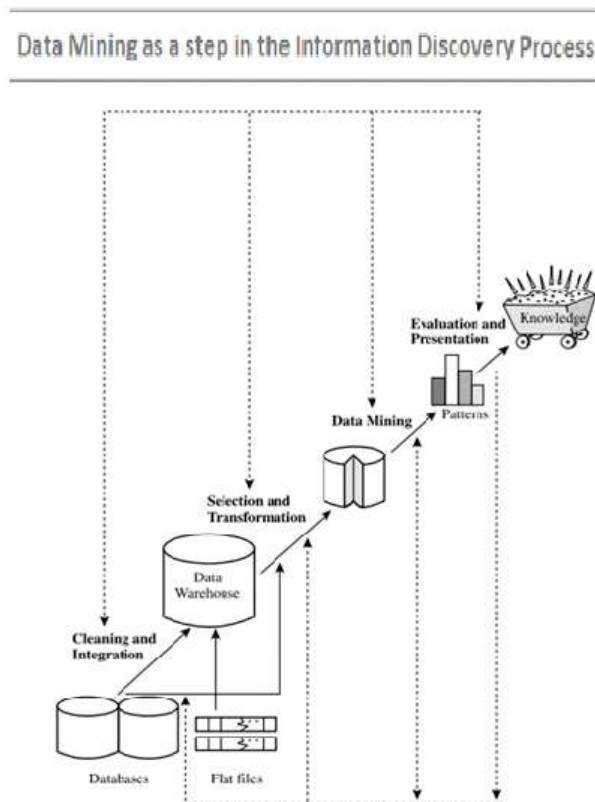 Data Mining as a step in the Information Discovery Process
Knowledge
Evaluation and
Presentation
Patterns
Data Mining
Selection and
Transformation
Data
Warehouse
Cleaning and
Integration
Databases
Flat files